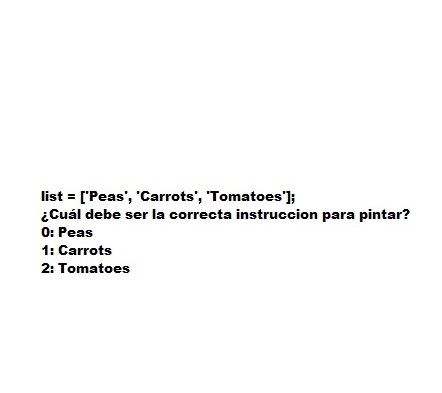 list = ['Peas', 'Carrots', 'Tomatoes'];
¿Cuál debe ser la correcta instruccion para pintar?
0: Peas
1: Carrots
2: Tomatoes